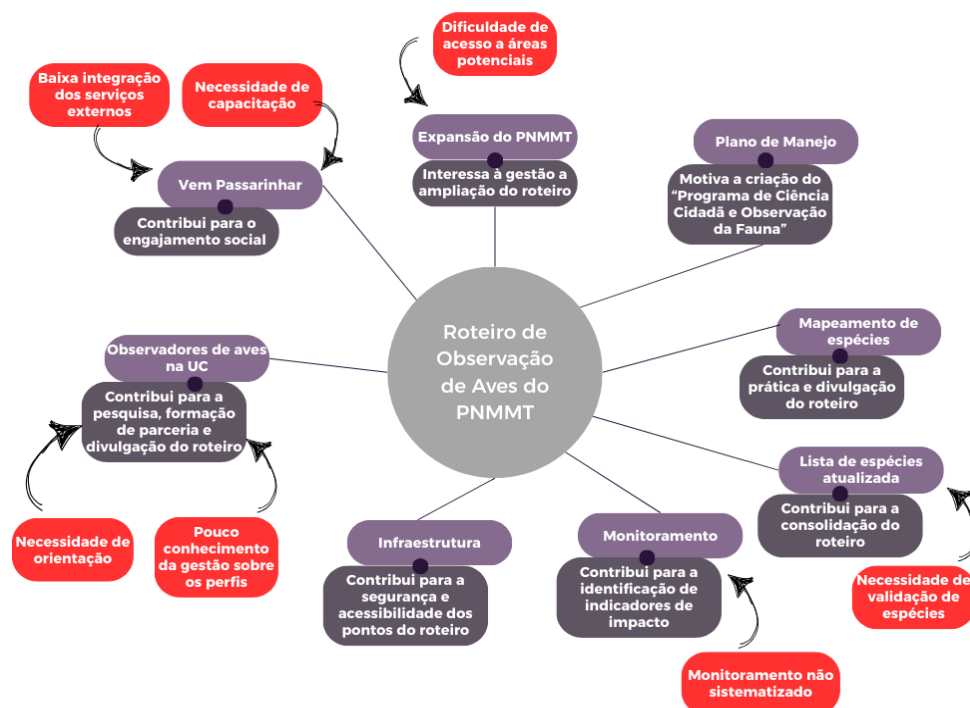 Dificuldade de
acesso a áreas
potenciais
Baixa integração
dos serviços
externos
Necessidade de
capacitação
Expansão do PNMMT
Interessa à gestão a
ampliação do roteiro
Plano de Manejo
Motiva a criação do
“Programa de Ciência
Cidadã e Observação
da Fauna”
Vem Passarinhar
Contribui para o
engajamento social
Roteiro de
Observação
de Aves do
PNMMT
Mapeamento de
espécies
Contribui para a
prática e divulgação
do roteiro
Observadores de aves
na UC
Contribui para a
pesquisa, formação
de parceria e
divulgação do roteiro
Lista de espécies
atualizada
Contribui para a
consolidação do
roteiro
Necessidade de
orientação
Pouco
conhecimento
da gestão sobre
os perfis
Infraestrutura
Contribui para a
segurança e
acessibilidade dos
pontos do roteiro
Monitoramento
Contribui para a
identificação de
indicadores de
impacto
Necessidade de
validação de
espécies
Monitoramento não
sistematizado